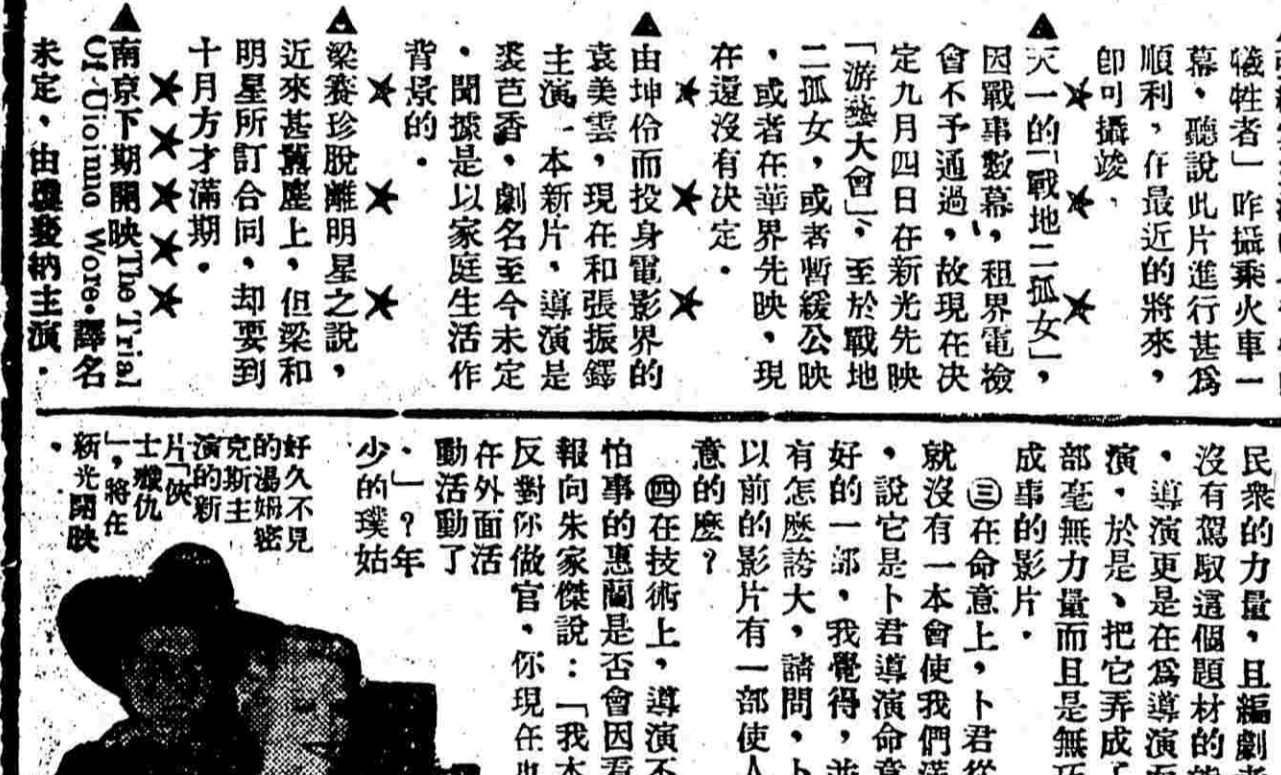 犧牲者」昨攝乘火車一
幕、聽說此片進行甚爲
順利，在最近的將來，
即可攝竣，
▲天一的「戰地二孤女」，
因戰事數幕，租界電檢
會不予通過，故現在決
定九月四日在新光先映
「游藝大會」、至於戰地
二孤女，或者暫緩公映
，或者在華界先映，現
在還沒有決定．
▲由坤伶而投身電影界的
袁美雲，現在和張振鐸
主演一本新片，導演是
裘芑香，劇名至今未定
，聞據是以家庭生活作
背景的．
▲梁賽珍脫離明星之說，
近來甚囂塵上，但梁和
明星所訂合同，却要到
十月方才滿期．
▲南京下期開映The Trial
Of Uioinne Wore．譯名
未定、由 納主演．
民衆的力量，且編劇者
沒有駕馭這個題材的
，導演更是在爲導演而
演，於是、把它弄成
部毫無力量而且是無巧
成事的影片．
㊂在命意上，卜君從
就沒有一本會使我們滿
，說它是卜君導演命意
好的一部，我覺得，並
有怎麽誇大，請問，卜
以前的影片有一部使人
意的麽？
㊃在技術上，導演不
怕事的惠蘭是否會因看
報向朱家傑說：「我本
反對你做官，你現在也
在外面活
動活動了
．」？年
少的璞姑
好久不見
的湯姆密
克斯主
演的新
片「俠
士殲仇
」，將在
新光開映
．